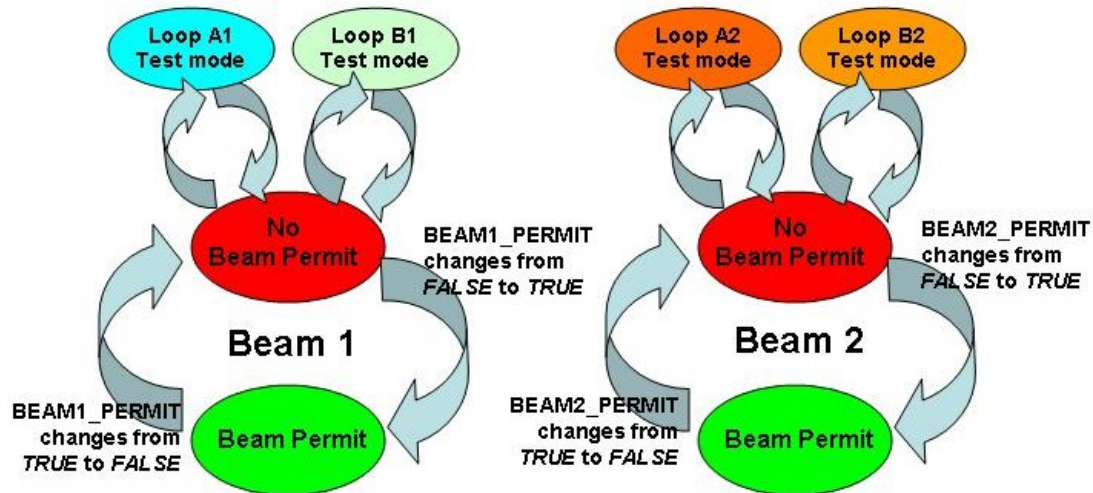 Loop A1
Test mode
Loop B1
Test mode
No
Beam Permit
BEAM1_PERMIT
changes from
FALSE to TRUE
Beam 1
BEAM1_PERMIT
changes from
TRUE to FALSE
Beam Permit
Loop A2
Test mode
Loop B2
Test mode
No
Beam Permit
BEAM2_PERMIT
changes from
FALSE to TRUE
Beam 2
BEAM2_PERMIT
changes from
TRUE to FALSE
Beam Permit